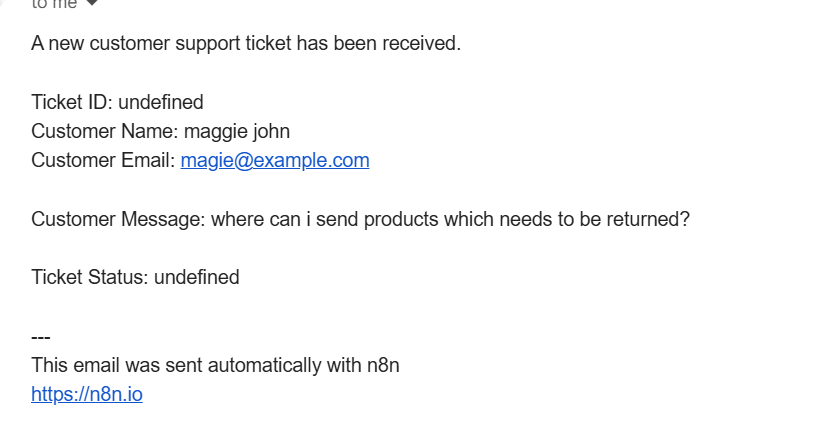 to me
A new customer support ticket has been received.
Ticket ID: undefined
Customer Name: maggie john
Customer Email: magie@example.com
Customer Message: where can i send products which needs to be returned?
Ticket Status: undefined
---
This email was sent automatically with n8n
https://n8n.io